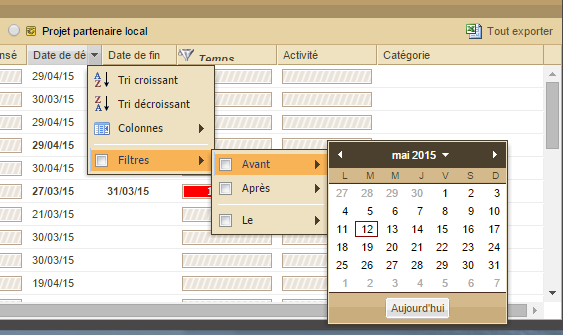 Projet partenaire local
Tout exporter
nsé Date de dé Date de fin Temps Activité Catégorie
29/04/15
30/03/15
29/04/15
29/04/15
30/04/15
27/03/15 31/03/15
21/03/15
30/03/15
30/03/15
19/04/15
Tri croissant
Tri décroissant
Colonnes
Filtres
Avant
Après
Le
mai 2015
L M M J V S D
27 28 29 30 1 2 3
4 5 6 7 8 9 10
11 12 13 14 15 16 17
18 19 20 21 22 23 24
25 26 27 28 29 30 31
1 2 3 4 5 6 7
Aujourd'hui